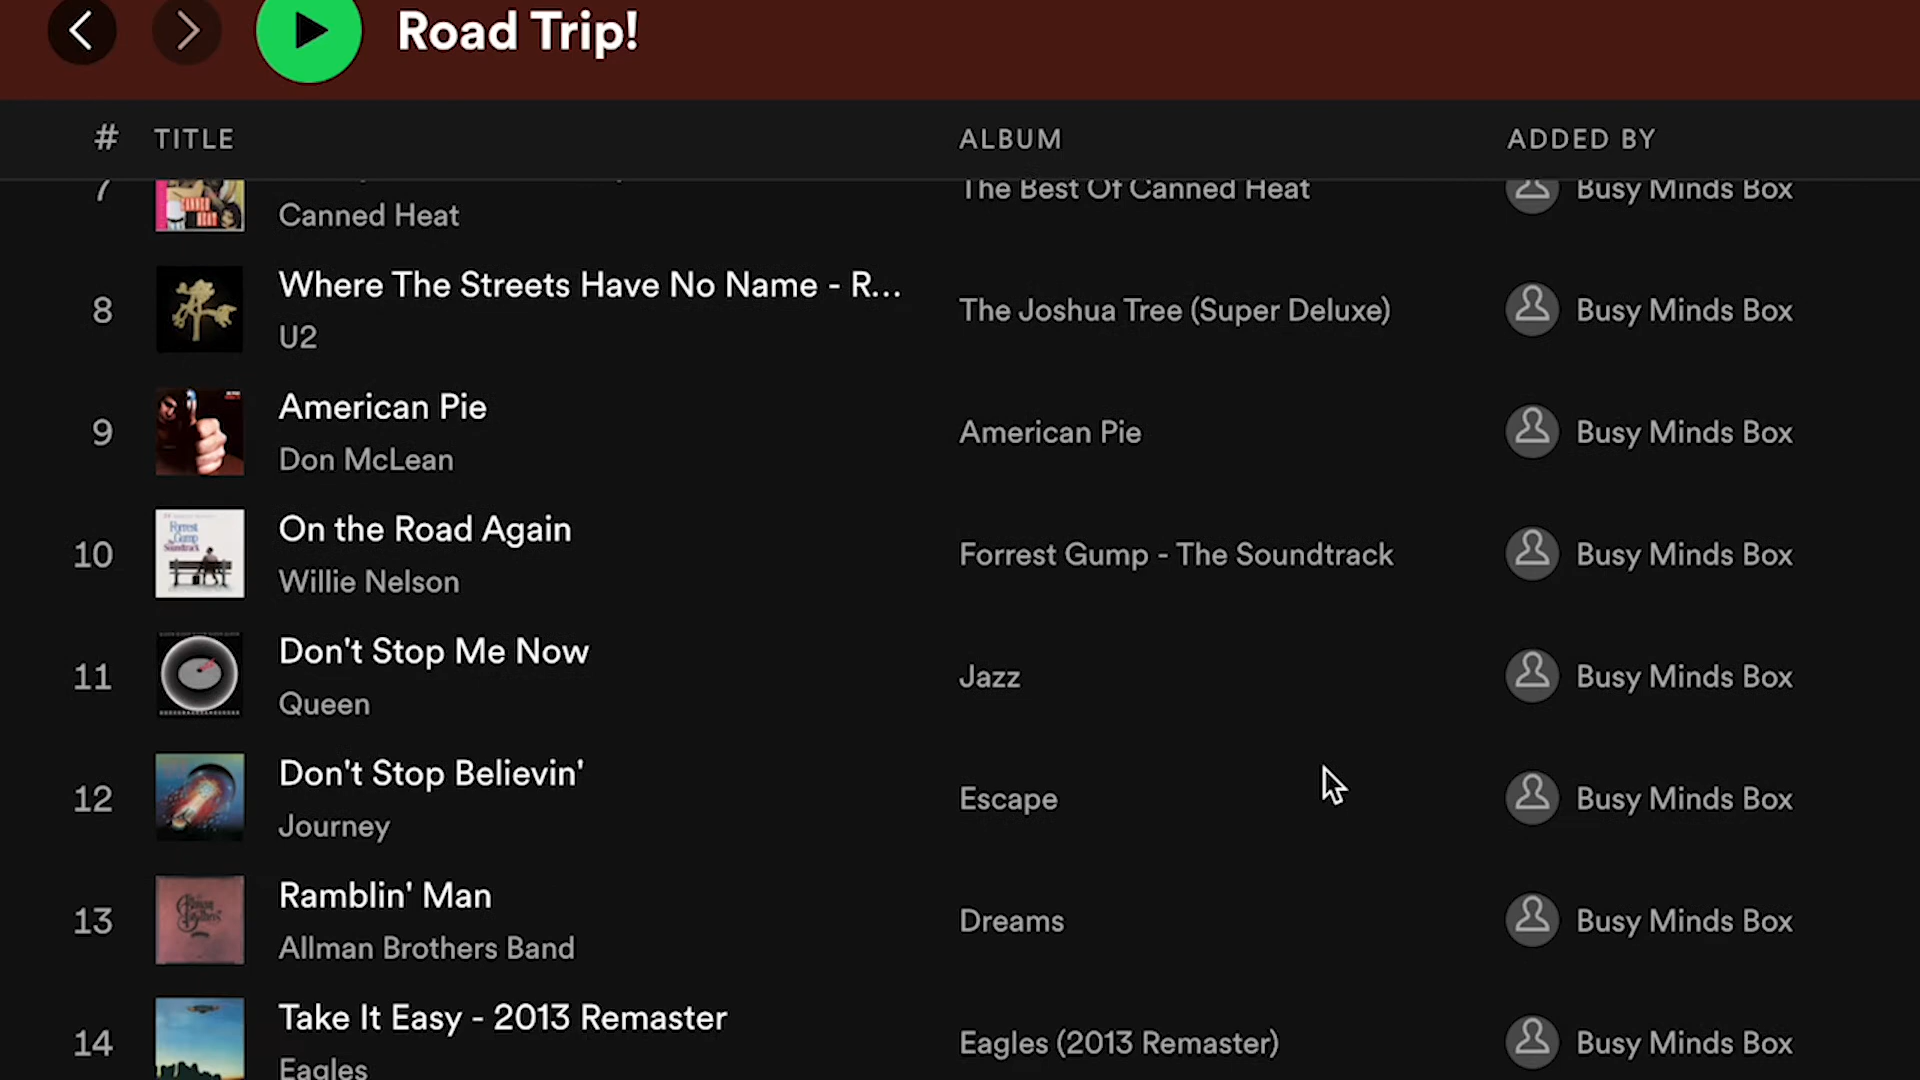 Road Trip!
# TITLE ALBUM ADDED BY
7 The Best Of Canned Heat Busy Minds Box
Canned Heat
Where The Streets Have No Name - R...
8 The Joshua Tree (Super Deluxe) Busy Minds Box
U2
American Pie
9 American Pie Busy Minds Box
Don McLean
On the Road Again
10 Forrest Gump - The Soundtrack Busy Minds Box
Willie Nelson
Don't Stop Me Now
11 Jazz Busy Minds Box
Queen
Don't Stop Believin'
12 Escape Busy Minds Box
Journey
Ramblin' Man
13 Dreams Busy Minds Box
Allman Brothers Band
Take It Easy - 2013 Remaster
14 Eagles (2013 Remaster) Busy Minds Box
Eagles